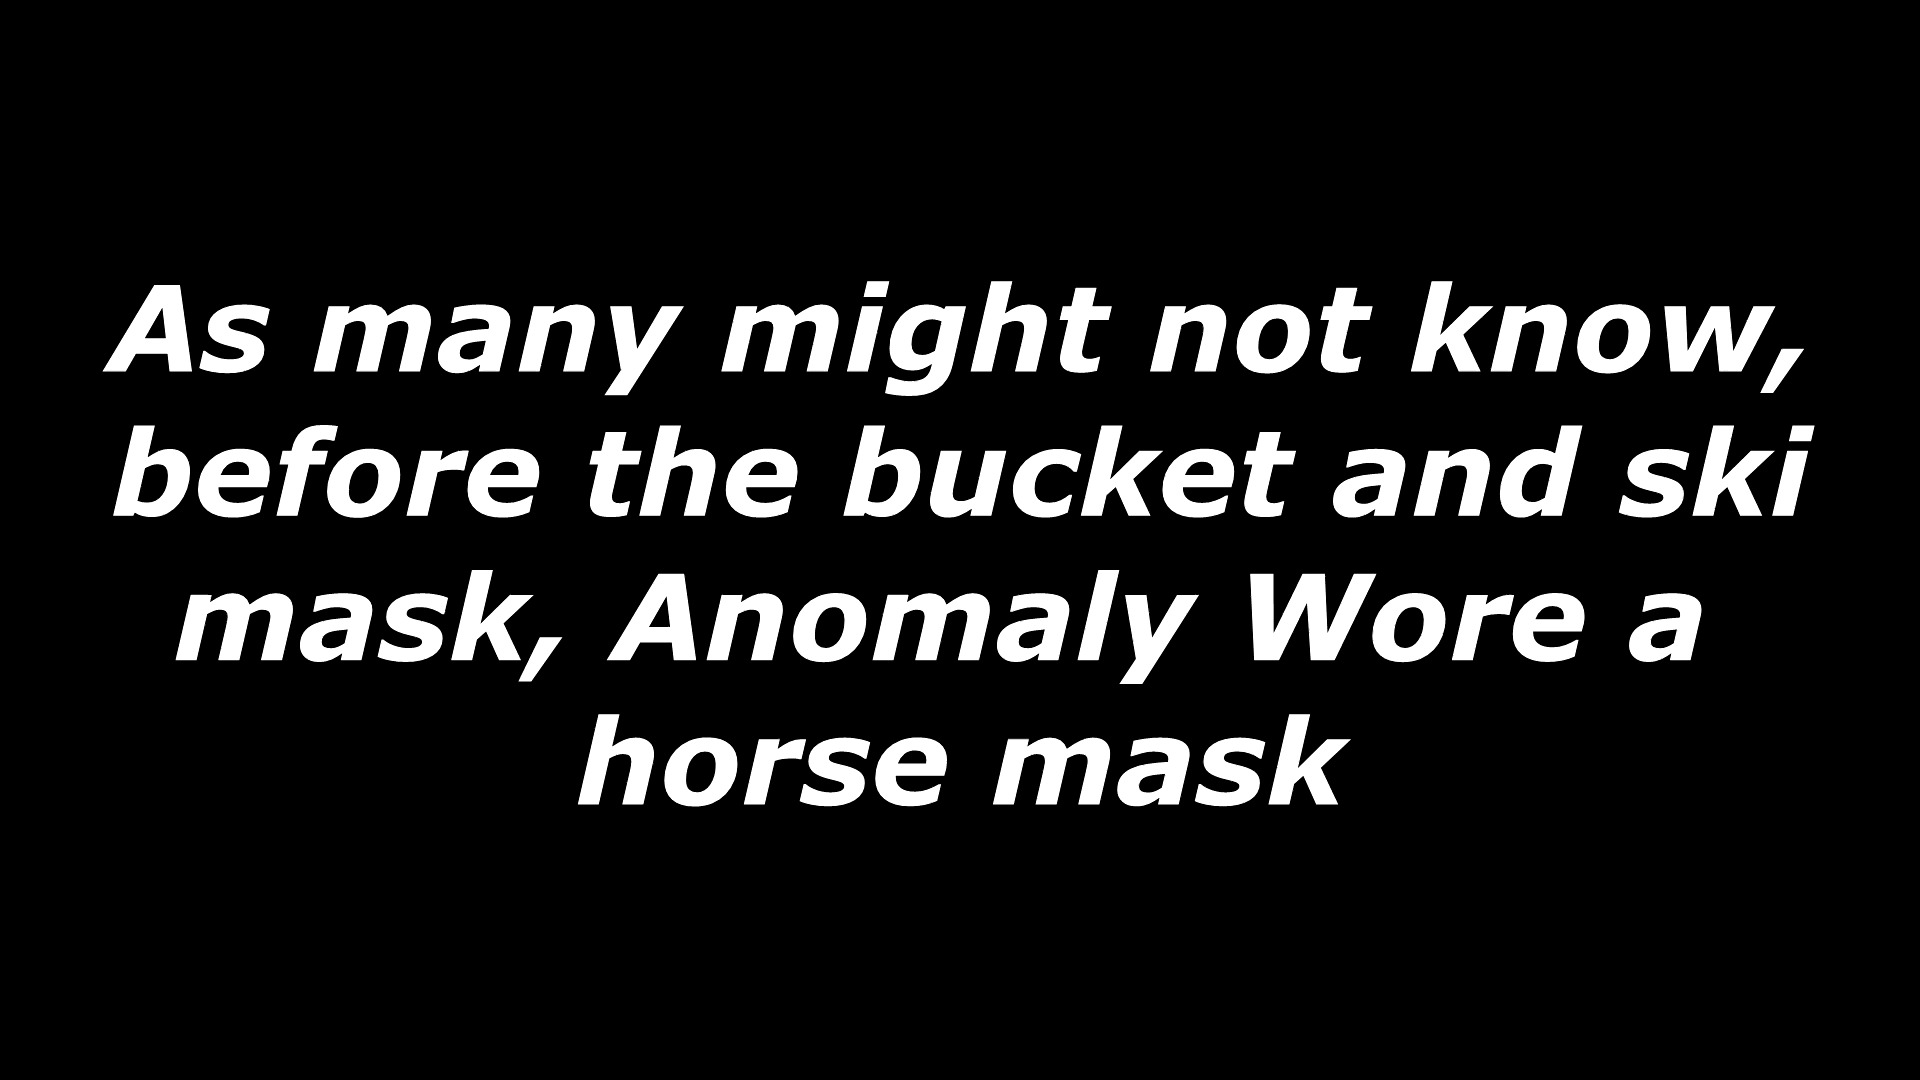 As many might not know,
before the bucket and ski
mask, Anomaly Wore a
horse mask